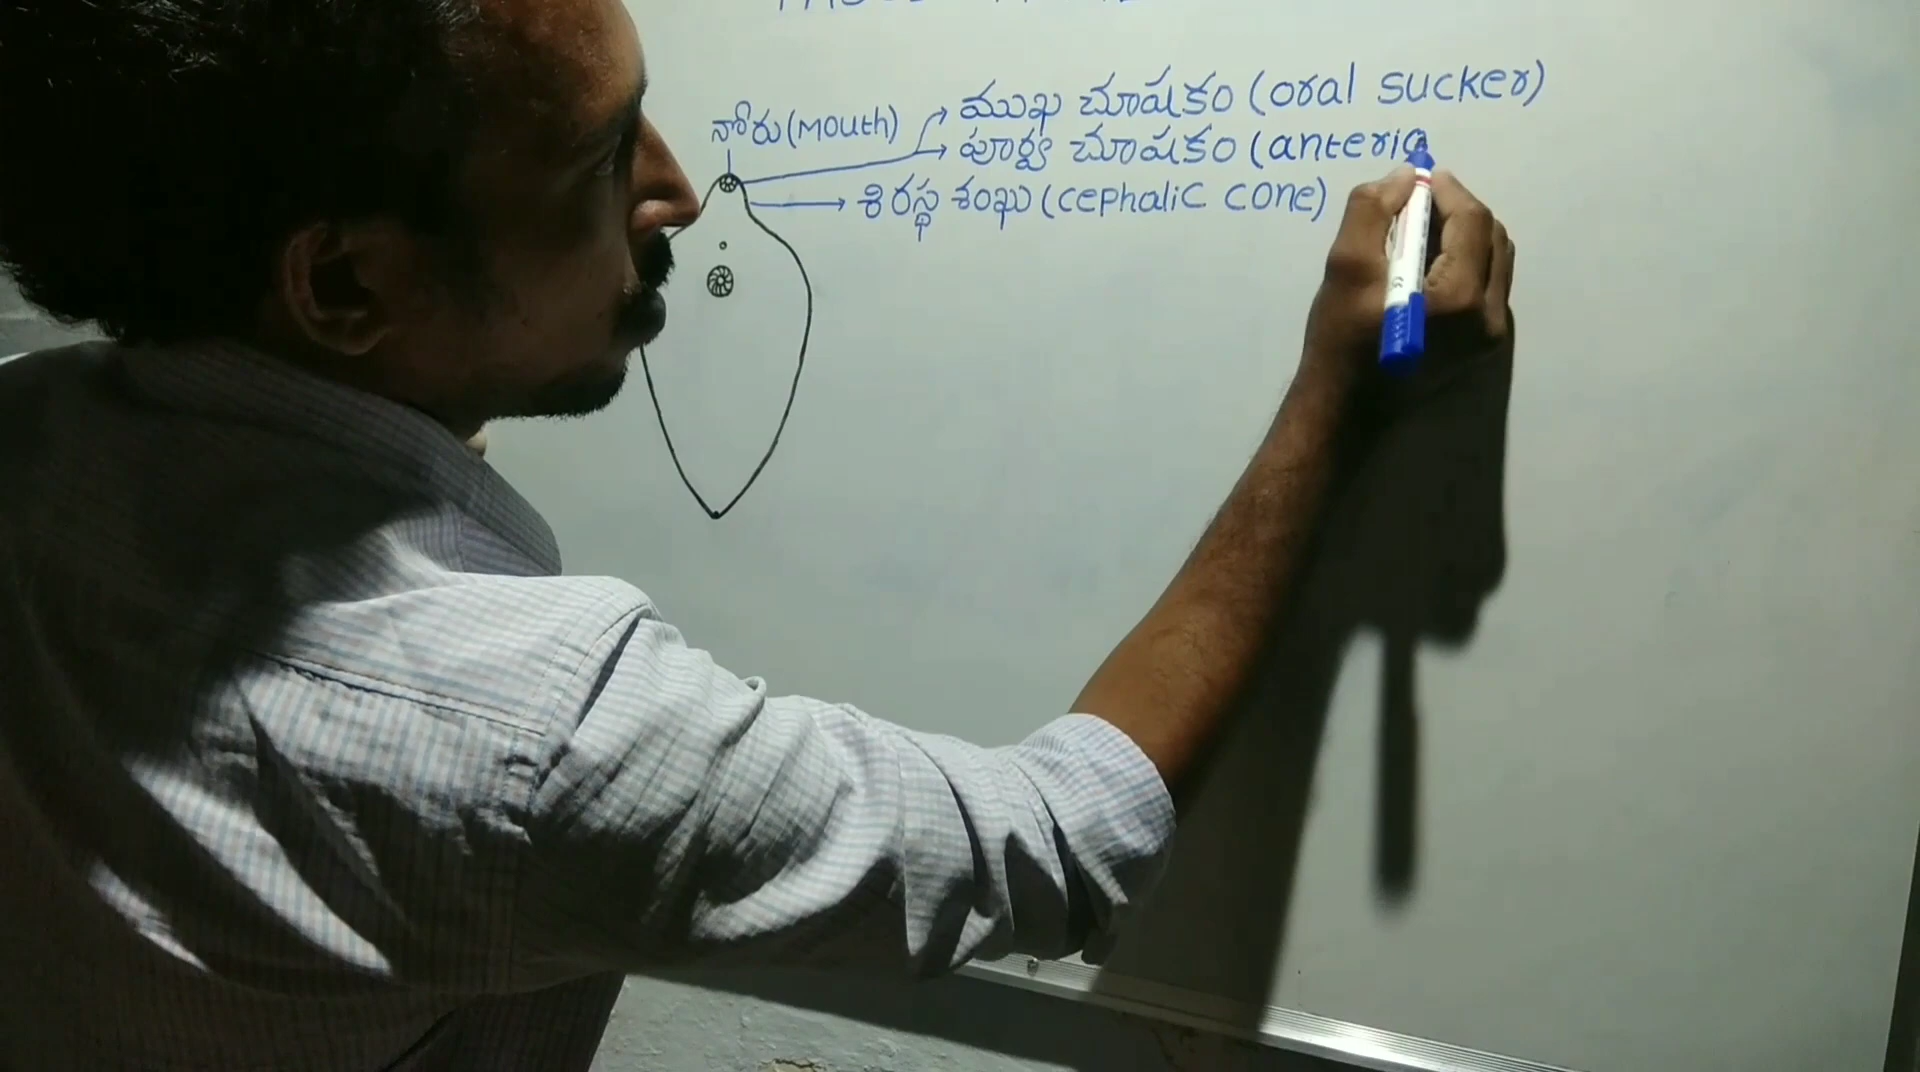 ముఖ చూషకం (oral sucker)
నోరు (Mouth)
పూర్వ చూషకం (anterio
శిరస్థ శంఖు (cephalic cone)